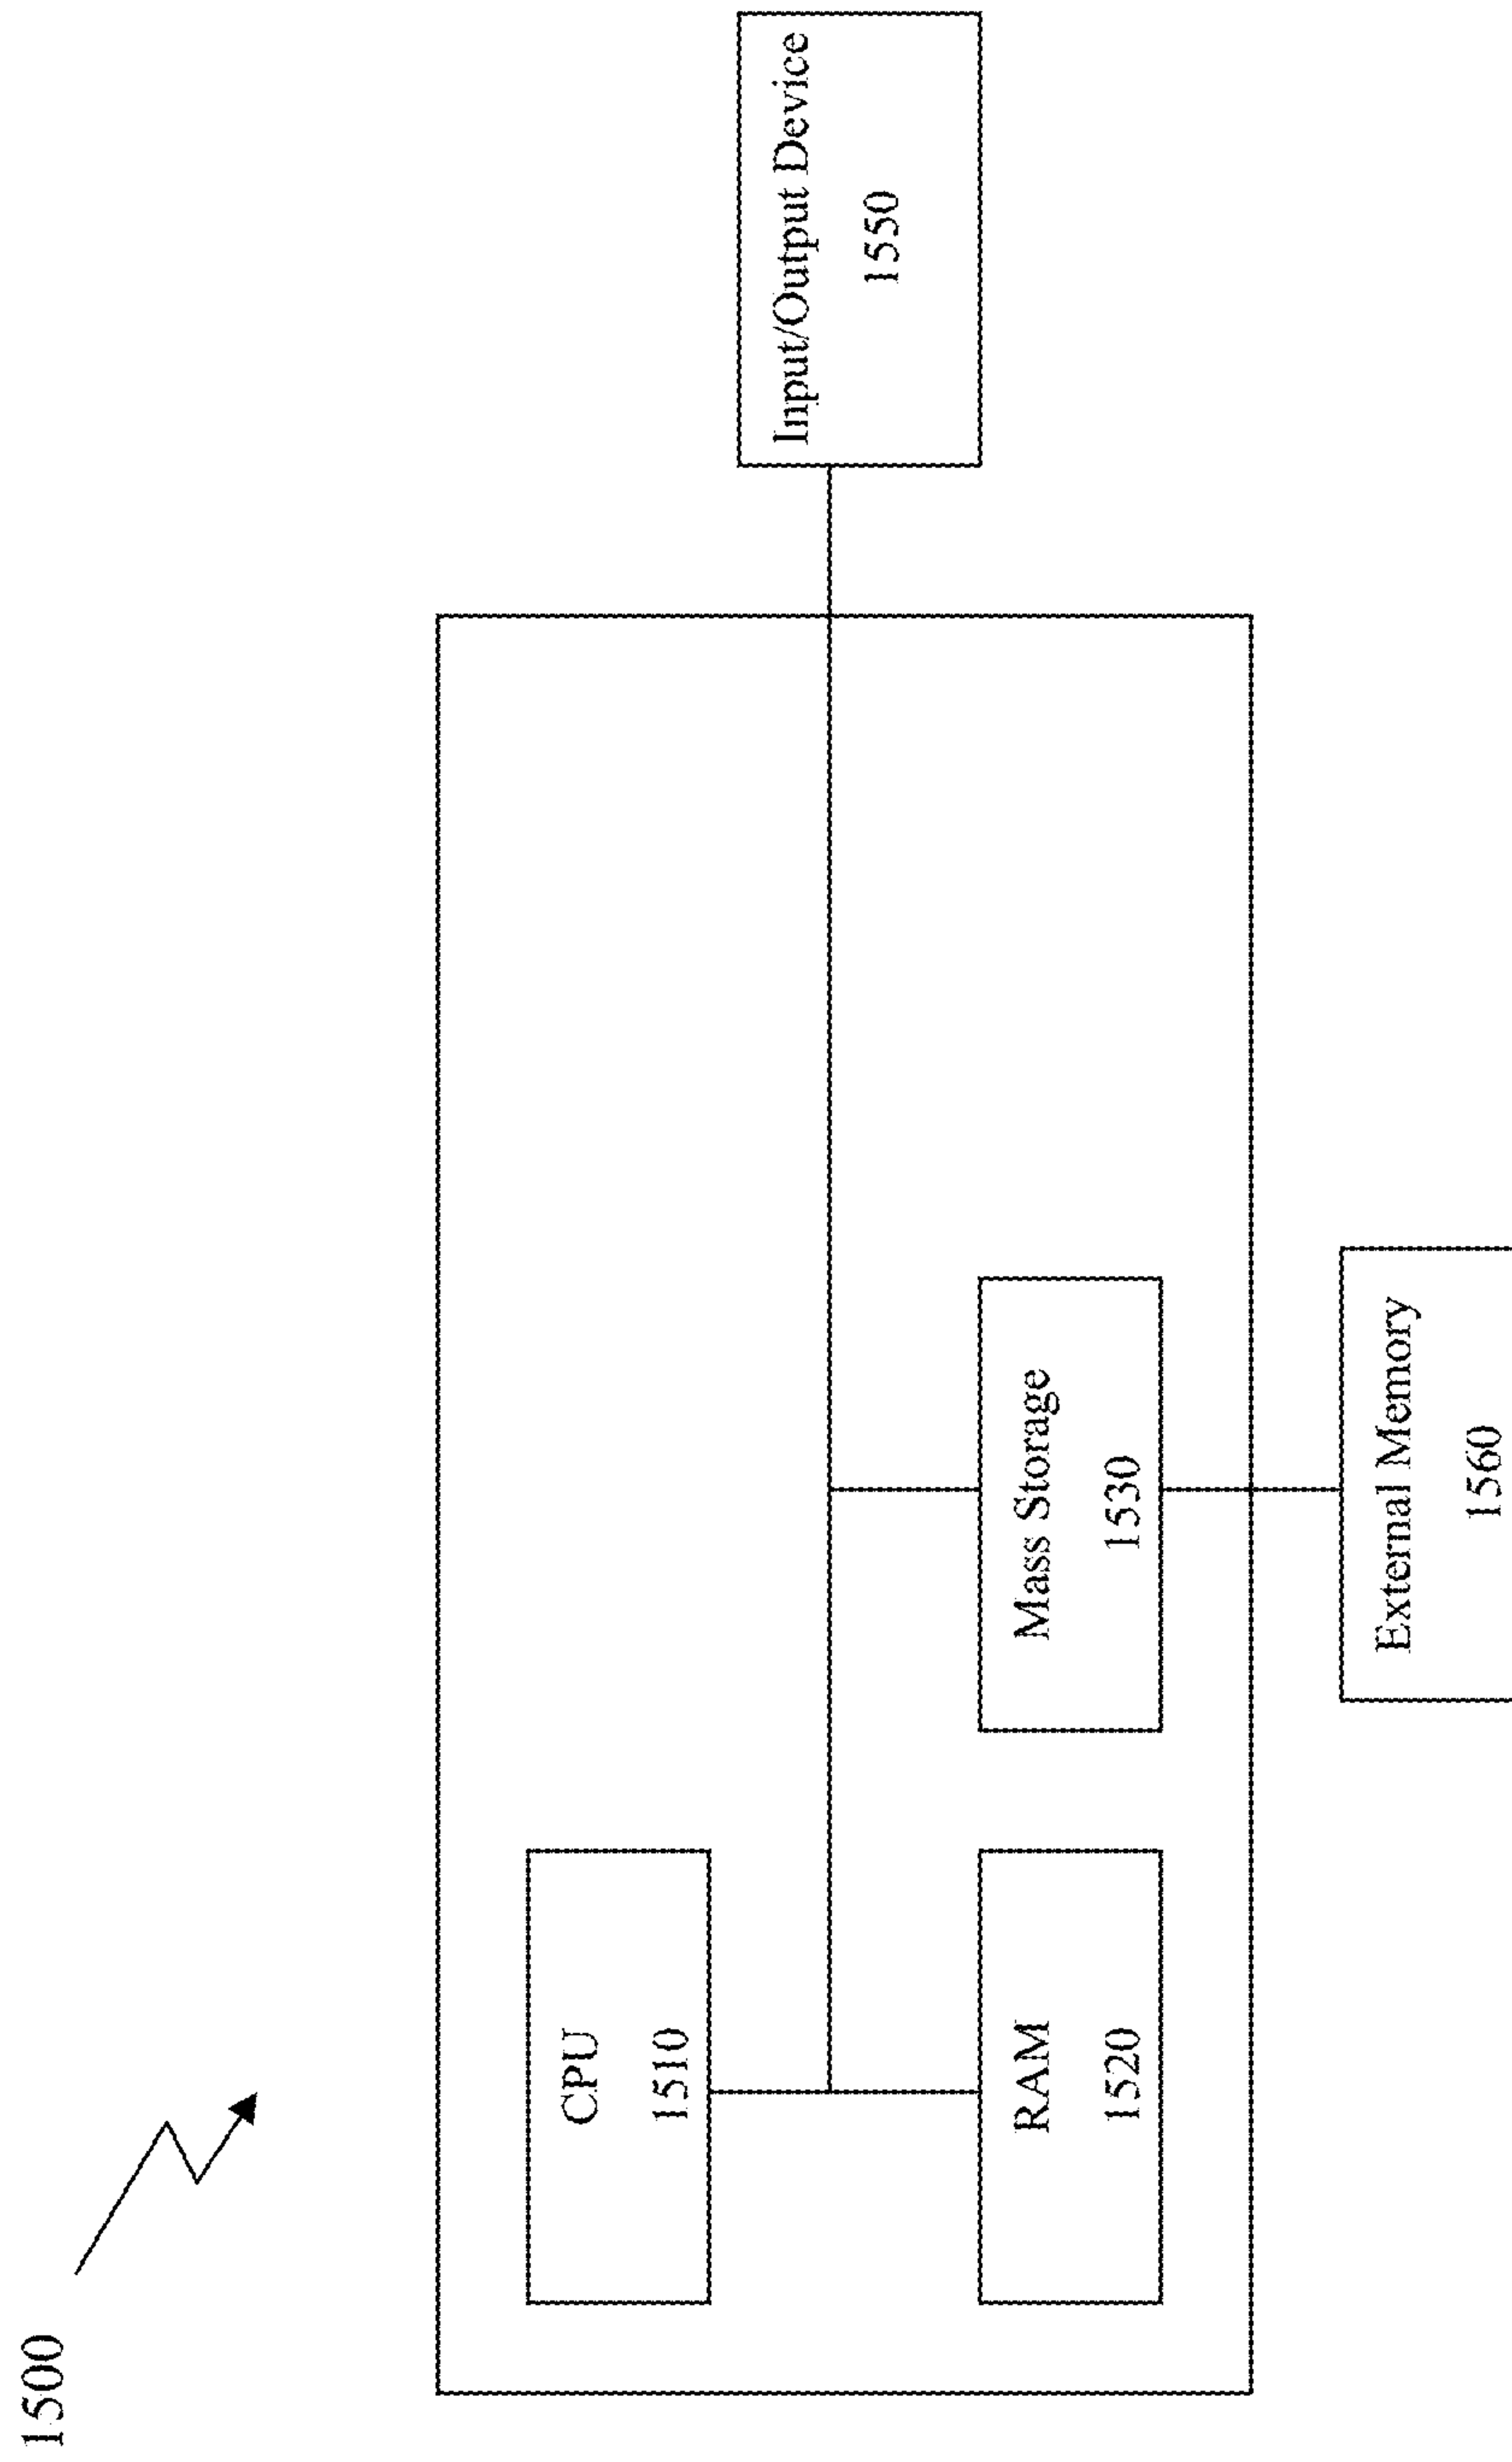 1500
CPU
1510
RAM
1520
Mass Storage
1530
Input/Output Device
1550
External Memory
1560